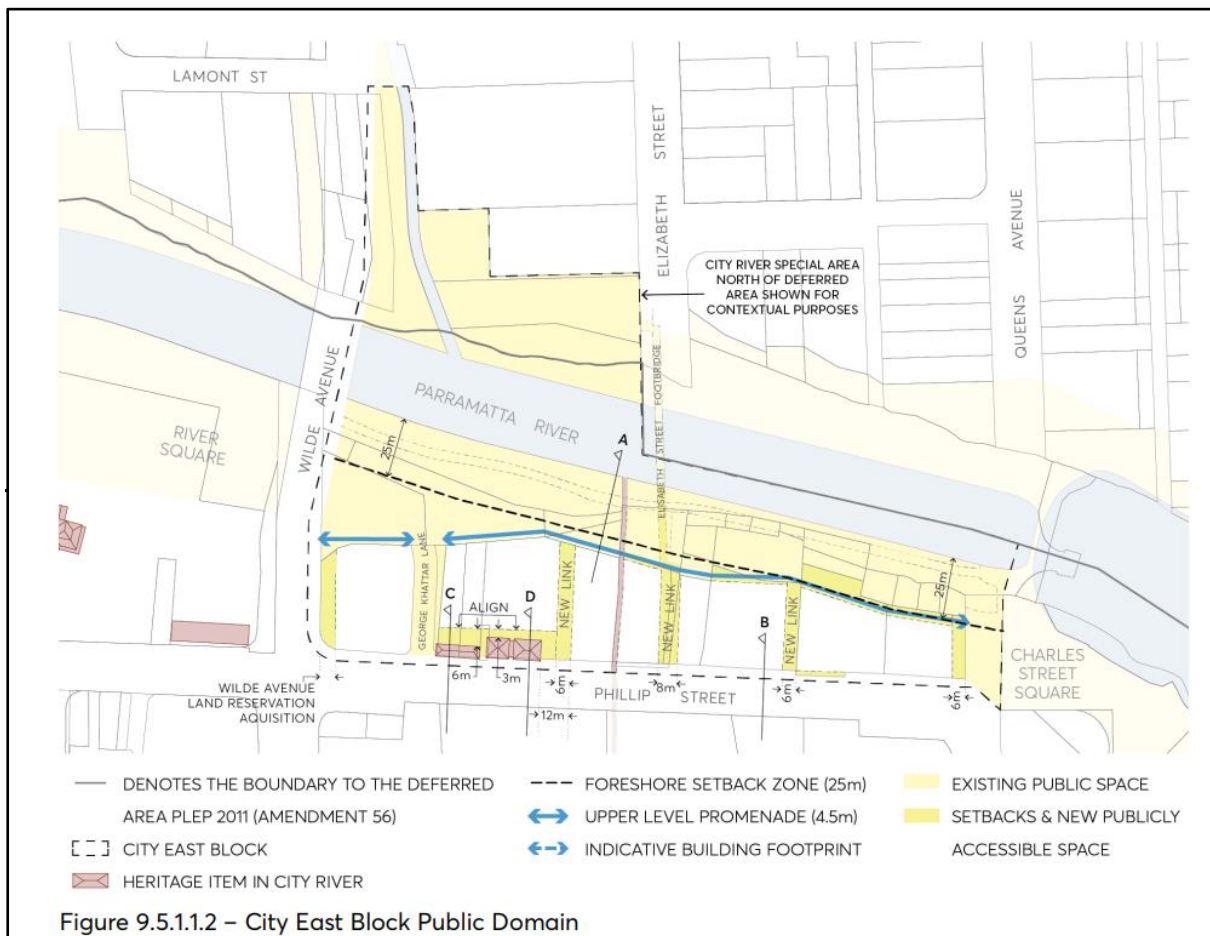 LAMONT ST
ELIZABETH STREET
QUEENS AVENUE
CITY RIVER SPECIAL AREA
NORTH OF DEFERRED
AREA SHOWN FOR
CONTEXTUAL PURPOSES
WILDE AVENUE
PARRAMATTA RIVER
RIVER
SQUARE
ELISABETH STREET FOOTBRIDGE
A
25m
25m
GEORGE KHATTAR LANE
C
ALIGN
D
NEW LINK
NEW LINK
NEW LINK
B
6m
3m
6m
8m
6m
6m
12m
PHILLIP STREET
CHARLES
STREET
SQUARE
WILDE AVENUE
LAND RESERVATION
AQUISITION
DENOTES THE BOUNDARY TO THE DEFERRED
AREA PLEP 2011 (AMENDMENT 56)
CITY EAST BLOCK
HERITAGE ITEM IN CITY RIVER
FORESHORE SETBACK ZONE (25m)
UPPER LEVEL PROMENADE (4.5m)
INDICATIVE BUILDING FOOTPRINT
EXISTING PUBLIC SPACE
SETBACKS & NEW PUBLICLY
ACCESSIBLE SPACE
Figure 9.5.1.1.2 – City East Block Public Domain